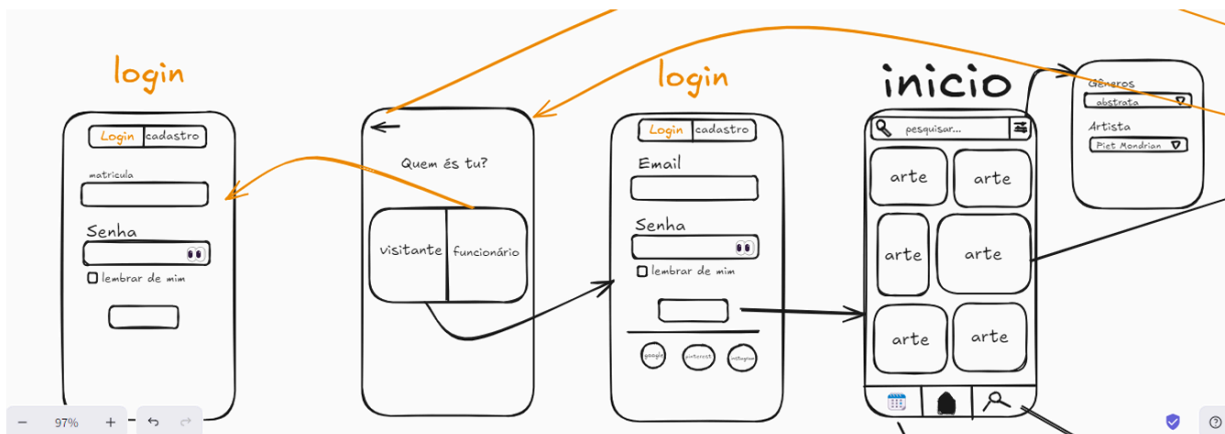 login
Login cadastro
matricula
Senha
lembrar de mim
Quem és tu?
visitante
funcionário
login
Login cadastro
Email
Senha
lembrar de mim
google pinterest instagram
inicio
pesquisar...
arte arte
arte arte
arte arte
Gêneros
abstrata
Artista
Piet Mondrian
97%